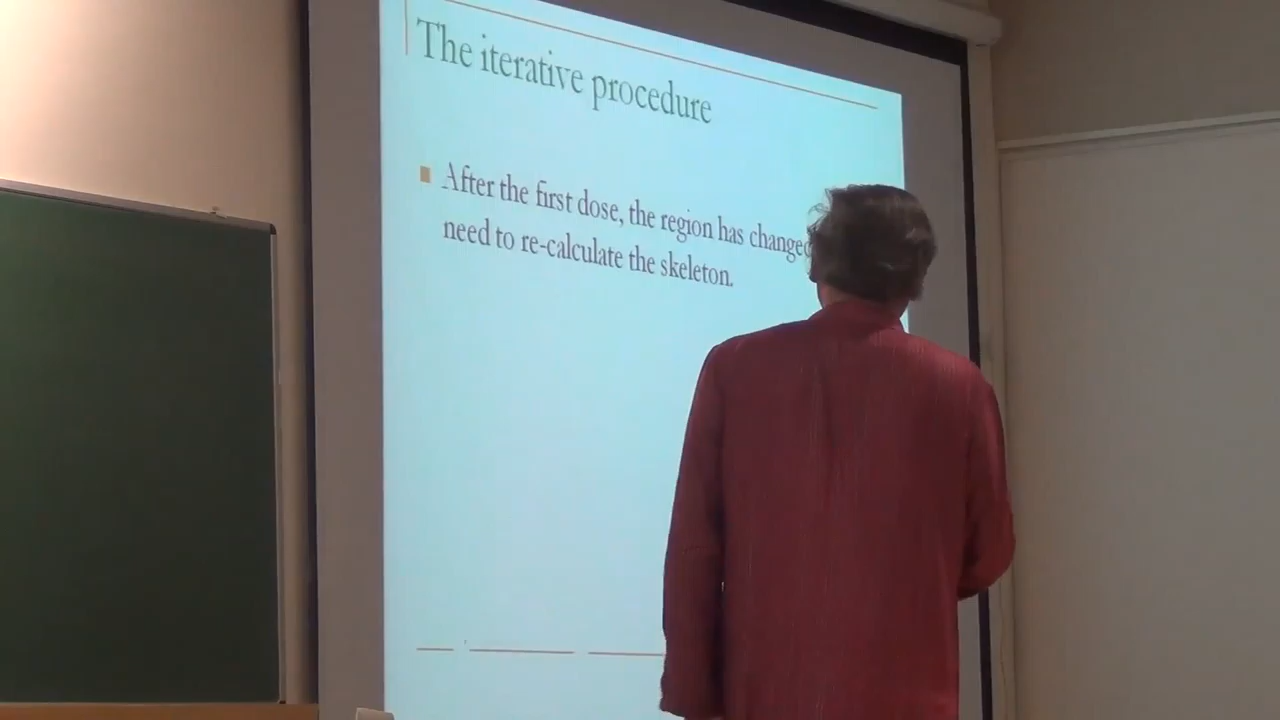 The iterative procedure
After the first dose, the region has changed
need to re-calculate the skeleton.